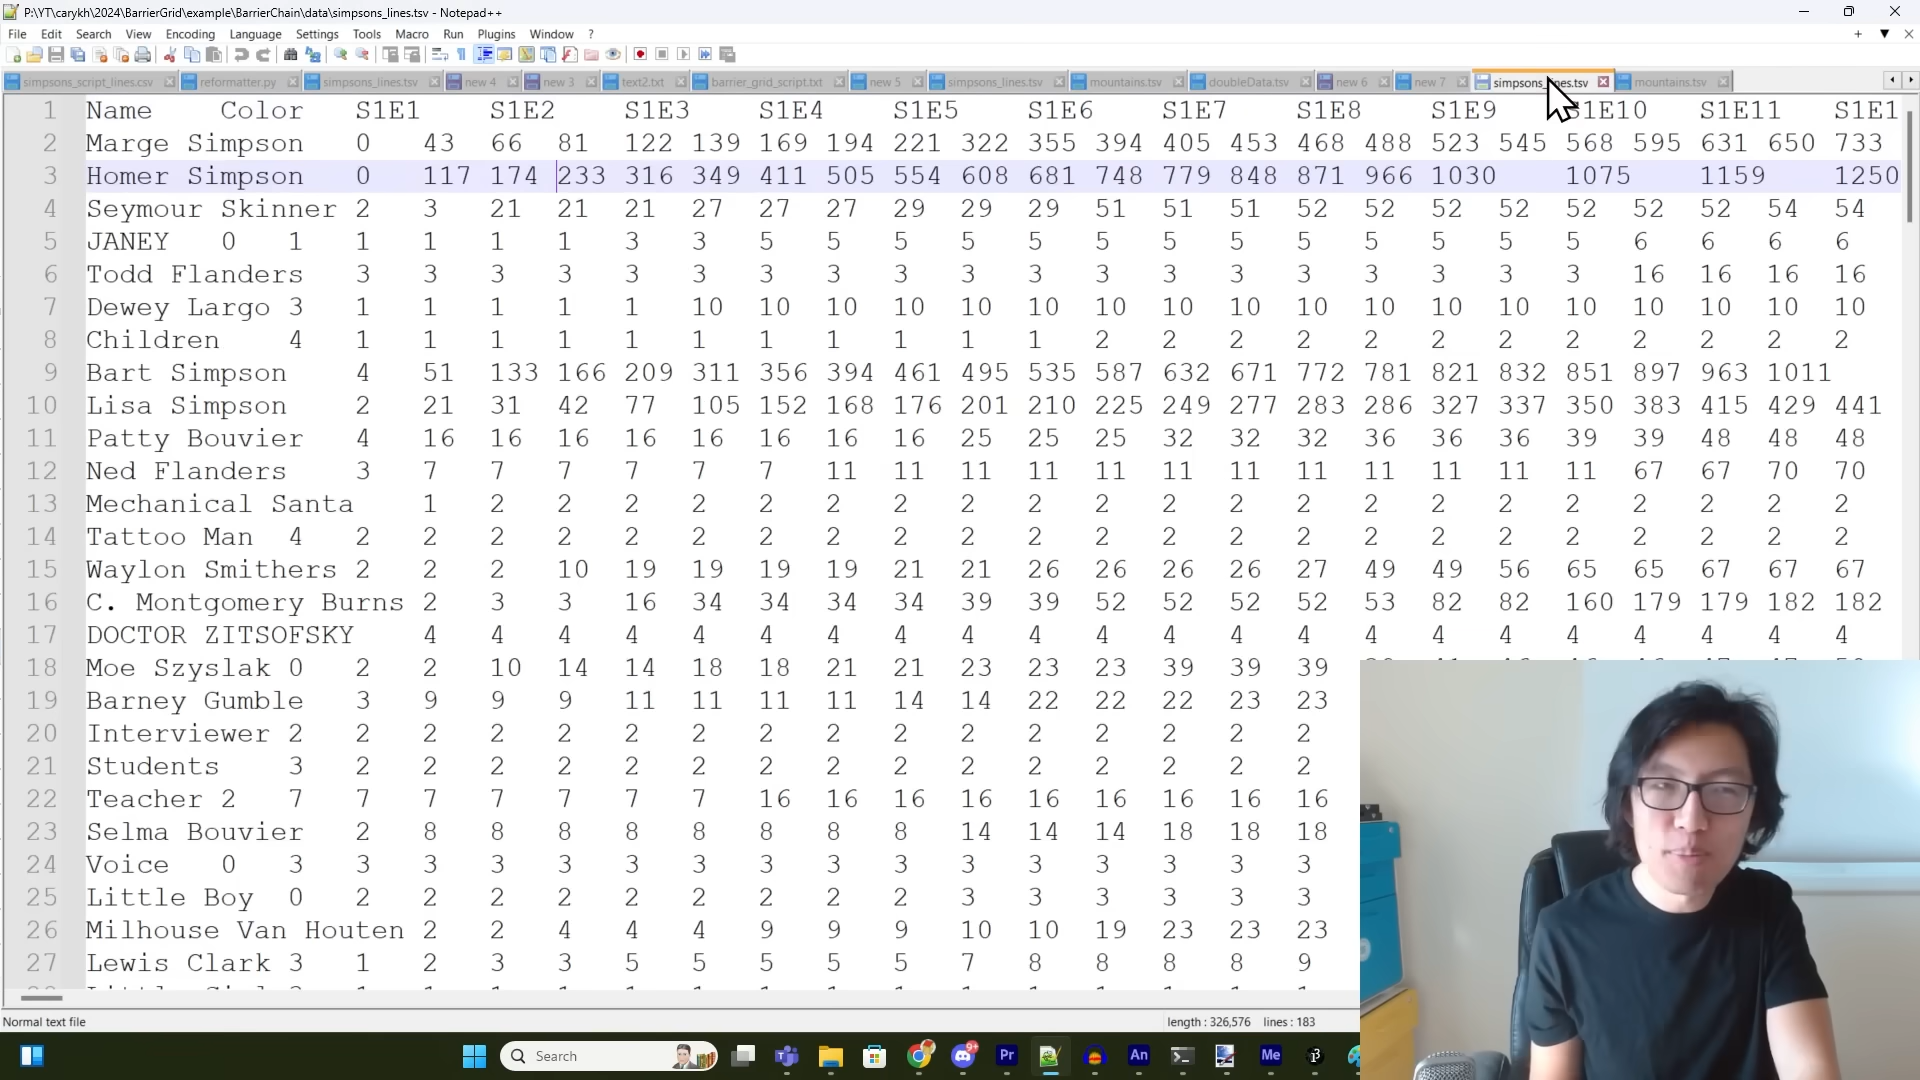 P:\YT\carykh\2024\BarrierGrid\example\BarrierChain\data\simpsons_lines.tsv - Notepad++
File Edit Search View Encoding Language Settings Tools Macro Run Plugins Window ?
simpsons_script_lines.csv reformatter.py simpsons_lines.tsv new 4 new 3 text2.txt barrier_grid_script.txt new 5 simpsons_lines.tsv mountains.tsv doubleData.tsv new 6 new 7 simpsons_lines.tsv mountains.tsv
1 Name Color S1E1 S1E2 S1E3 S1E4 S1E5 S1E6 S1E7 S1E8 S1E9 S1E10 S1E11 S1E1
2 Marge Simpson 0 43 66 81 122 139 169 194 221 322 355 394 405 453 468 488 523 545 568 595 631 650 733
3 Homer Simpson 0 117 174 233 316 349 411 505 554 608 681 748 779 848 871 966 1030 1075 1159 1250
4 Seymour Skinner 2 3 21 21 21 27 27 27 29 29 29 51 51 51 52 52 52 52 52 52 52 54 54
5 JANEY 0 1 1 1 1 3 3 5 5 5 5 5 5 5 5 5 5 5 5 6 6 6 6
6 Todd Flanders 3 3 3 3 3 3 3 3 3 3 3 3 3 3 3 3 3 3 3 16 16 16 16
7 Dewey Largo 3 1 1 1 1 1 10 10 10 10 10 10 10 10 10 10 10 10 10 10 10 10 10 10
8 Children 4 1 1 1 1 1 1 1 1 1 1 1 2 2 2 2 2 2 2 2 2 2 2
9 Bart Simpson 4 51 133 166 209 311 356 394 461 495 535 587 632 671 772 781 821 832 851 897 963 1011
10 Lisa Simpson 2 21 31 42 77 105 152 168 176 201 210 225 249 277 283 286 327 337 350 383 415 429 441
11 Patty Bouvier 4 16 16 16 16 16 16 16 16 25 25 25 32 32 32 36 36 36 39 39 48 48 48
12 Ned Flanders 3 7 7 7 7 7 7 11 11 11 11 11 11 11 11 11 11 11 11 67 67 70 70
13 Mechanical Santa 1 2 2 2 2 2 2 2 2 2 2 2 2 2 2 2 2 2 2 2 2 2
14 Tattoo Man 4 2 2 2 2 2 2 2 2 2 2 2 2 2 2 2 2 2 2 2 2 2 2 2
15 Waylon Smithers 2 2 2 10 19 19 19 19 21 21 26 26 26 26 27 49 49 56 65 65 67 67 67
16 C. Montgomery Burns 2 3 3 16 34 34 34 34 39 39 52 52 52 52 53 82 82 160 179 179 182 182
17 DOCTOR ZITSOFSKY 4 4 4 4 4 4 4 4 4 4 4 4 4 4 4 4 4 4 4 4 4 4
18 Moe Szyslak 0 2 2 10 14 14 18 18 21 21 23 23 23 39 39 39
19 Barney Gumble 3 9 9 9 11 11 11 11 14 14 22 22 22 23 23
20 Interviewer 2 2 2 2 2 2 2 2 2 2 2 2 2 2 2 2
21 Students 3 2 2 2 2 2 2 2 2 2 2 2 2 2 2 2
22 Teacher 2 7 7 7 7 7 7 7 16 16 16 16 16 16 16 16 16
23 Selma Bouvier 2 8 8 8 8 8 8 8 8 14 14 14 18 18 18
24 Voice 0 3 3 3 3 3 3 3 3 3 3 3 3 3 3 3 3
25 Little Boy 0 2 2 2 2 2 2 2 2 2 3 3 3 3 3 3
26 Milhouse Van Houten 2 2 4 4 4 9 9 9 10 10 19 23 23 23
27 Lewis Clark 3 1 2 3 3 5 5 5 5 5 7 8 8 8 8 9
Normal text file length : 326,576 lines : 183
Search 9+ Pr An Me